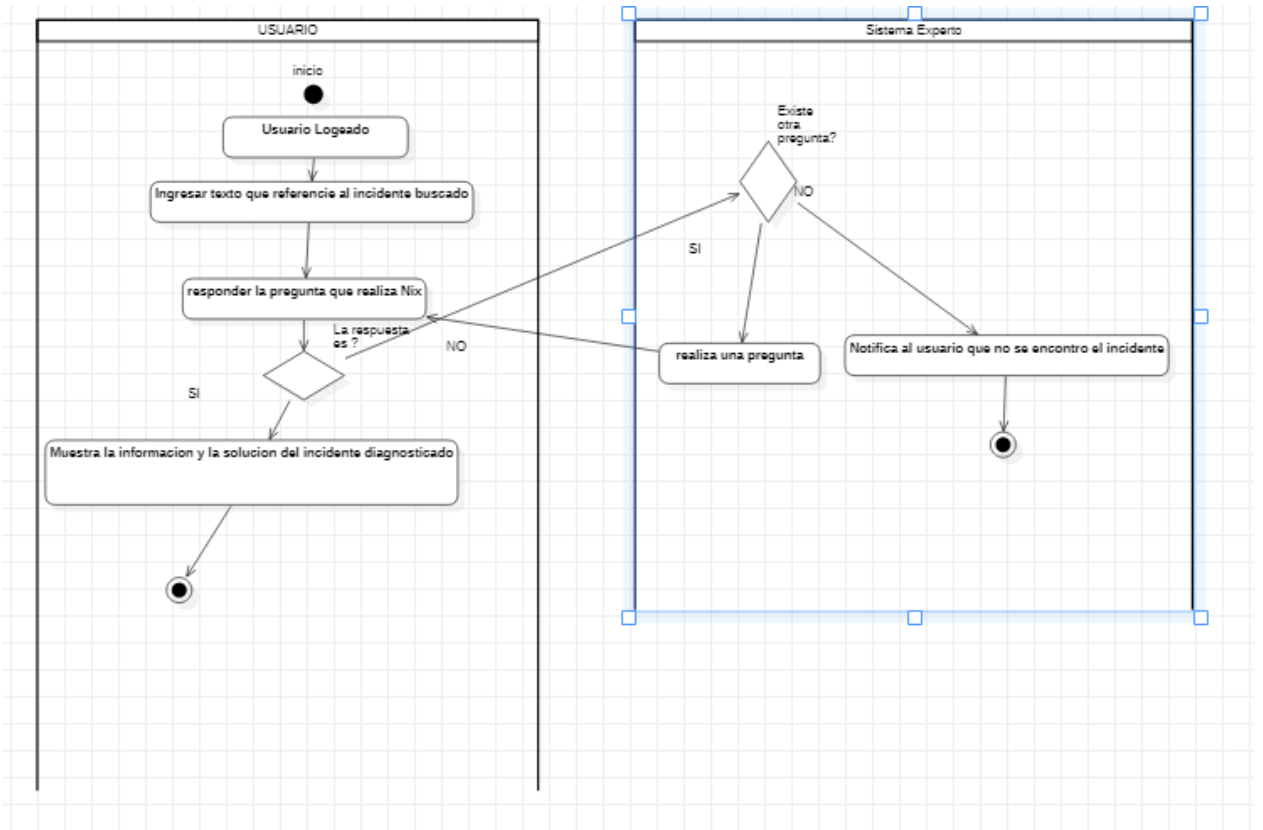 USUARIO
inicio
Usuario Logeado
Ingresar texto que referencie al incidente buscado
responder la pregunta que realiza Nix
La respuesta
es ?
NO
SI
Muestra la informacion y la solucion del incidente diagnosticado
Sistema Experto
Existe
otra
pregunta?
NO
SI
realiza una pregunta
Notifica al usuario que no se encontro el incidente